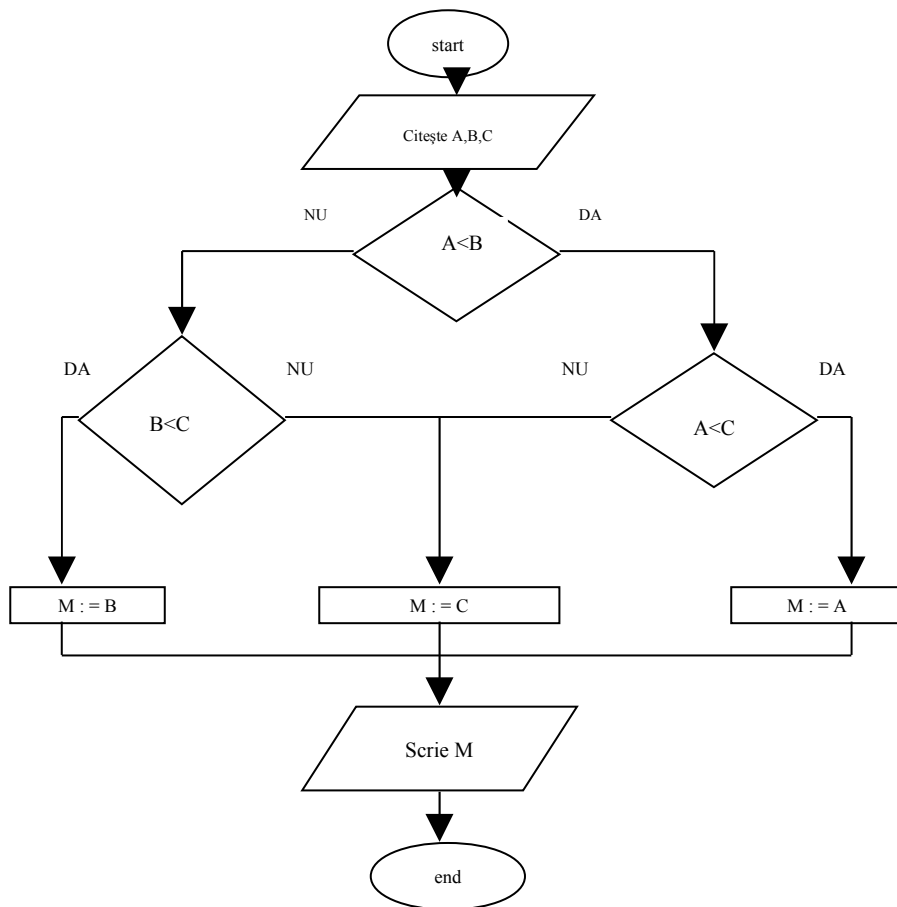 start
Citește A,B,C
NU
DA
A<B
DA
NU
NU
DA
B<C
A<C
M : = B
M : = C
M : = A
Scrie M
end